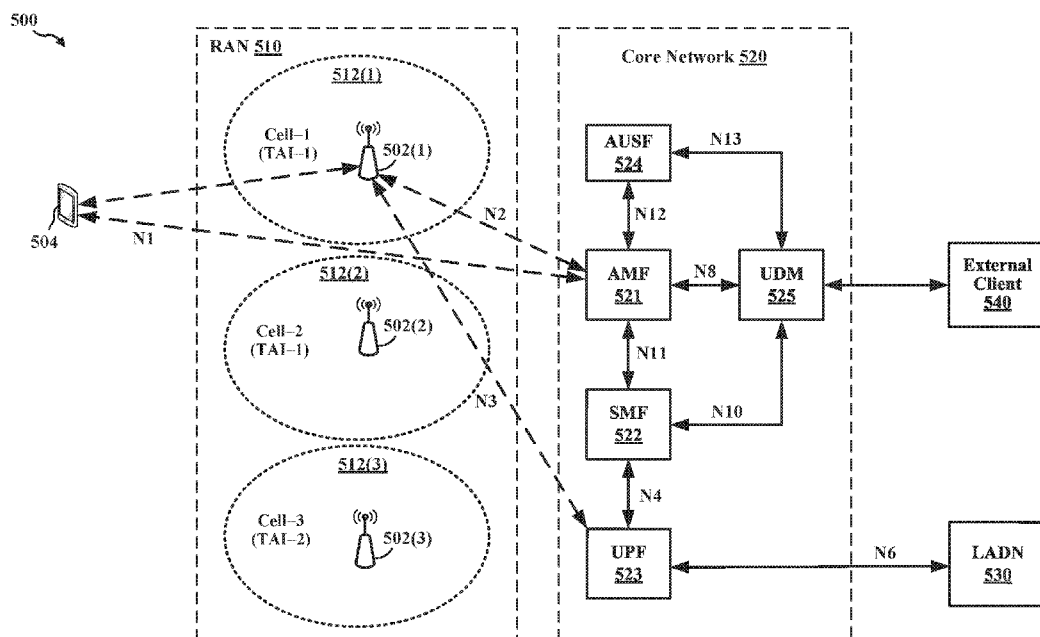 500
RAN 510
Core Network 520
512(1)
Cell–1
(TAI–1)
502(1)
AUSF
524
N13
N12
504
N1
N2
512(2)
AMF
521
N8
UDM
525
External
Client
540
Cell–2
(TAI–1)
502(2)
N11
N3
SMF
522
N10
512(3)
N4
Cell–3
(TAI–2)
502(3)
UPF
523
N6
LADN
530